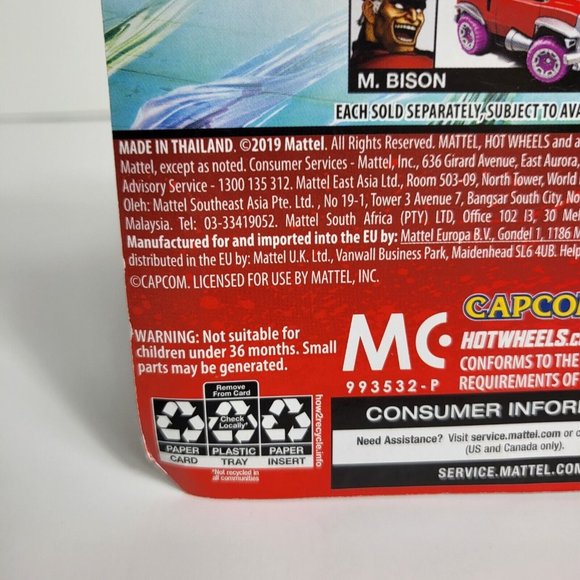 M. BISON
EACH SOLD SEPARATELY, SUBJECT TO
MADE IN THAILAND. ©2019 Mattel. All Rights Reserved. MATTEL, HOT WHEELS and
Mattel, except as noted. Consumer Services - Mattel, Inc., 636 Girard Avenue, East Aurora,
Advisory Service - 1300 135 312. Mattel East Asia Ltd., Room 503-09, North Tower, World
Oleh: Mattel Southeast Asia Pte. Ltd. , No 19-1, Tower 3 Avenue 7, Bangsar South City, No
Malaysia. Tel: 03-33419052. Mattel South Africa (PTY) LTD, Office 102 I3, 30
Manufactured for and imported into the EU by: Mattel Europa B.V., Gondel 1, 1186
distributed in the EU by: Mattel U.K. Ltd., Vanwall Business Park, Maidenhead SL6 4UB.
©CAPCOM. LICENSED FOR USE BY MATTEL, INC.
CAPCO
WARNING: Not suitable for
children under 36 months. Small
parts may be generated.
MC
993532-P
HOTWHEELS.c
CONFORMS TO THE
REQUIREMENTS OF
Remove
From Card
Check
Locally*
PAPER
CARD
PLASTIC
TRAY
PAPER
INSERT
*Not recycled in
all communities
how2recycle.info
CONSUMER INFOR
Need Assistance? Visit service.mattel.com or
(US and Canada only).
SERVICE.MATTEL.COM